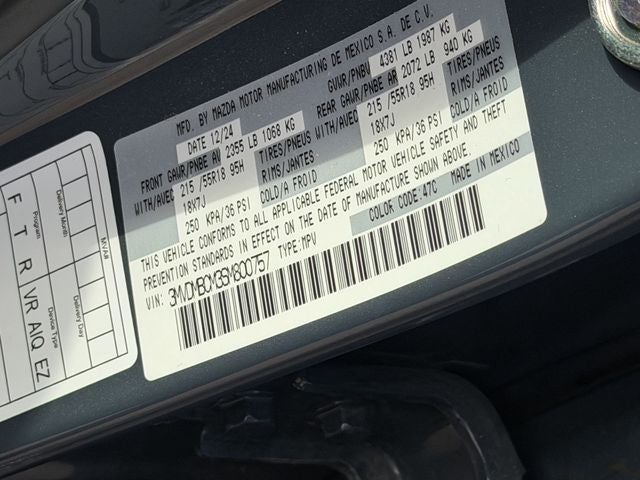 MFD. BY MAZDA MOTOR MANUFACTURING DE MEXICO S.A. DE C.V.
DATE 12/24 GVWR/PNBV 4381 LB 1987 KG
FRONT GAWR/PNBE AV 2355 LB 1068 KG REAR GAWR/PNBE AR 2072 LB 940 KG
WITH/AVEC 215 /55R18 95H TIRES/PNEUS WITH/AVEC 215 /55R18 95H TIRES/PNEUS
18X7J RIMS/JANTES 18X7J RIMS/JANTES
250 KPA/36 PSI COLD/A FROID 250 KPA/36 PSI COLD/A FROID
THIS VEHICLE CONFORMS TO ALL APPLICABLE FEDERAL MOTOR VEHICLE SAFETY AND THEFT
PREVENTION STANDARDS IN EFFECT ON THE DATE OF MANUFACTURE SHOWN ABOVE.
COLOR CODE:47C MADE IN MEXICO
VIN: 3MVDMBCM3SM800757 TYPE: MPV
MVA#
Delivery Month
Delivery Day
Program
Device Type
F T R VR AIQ EZ